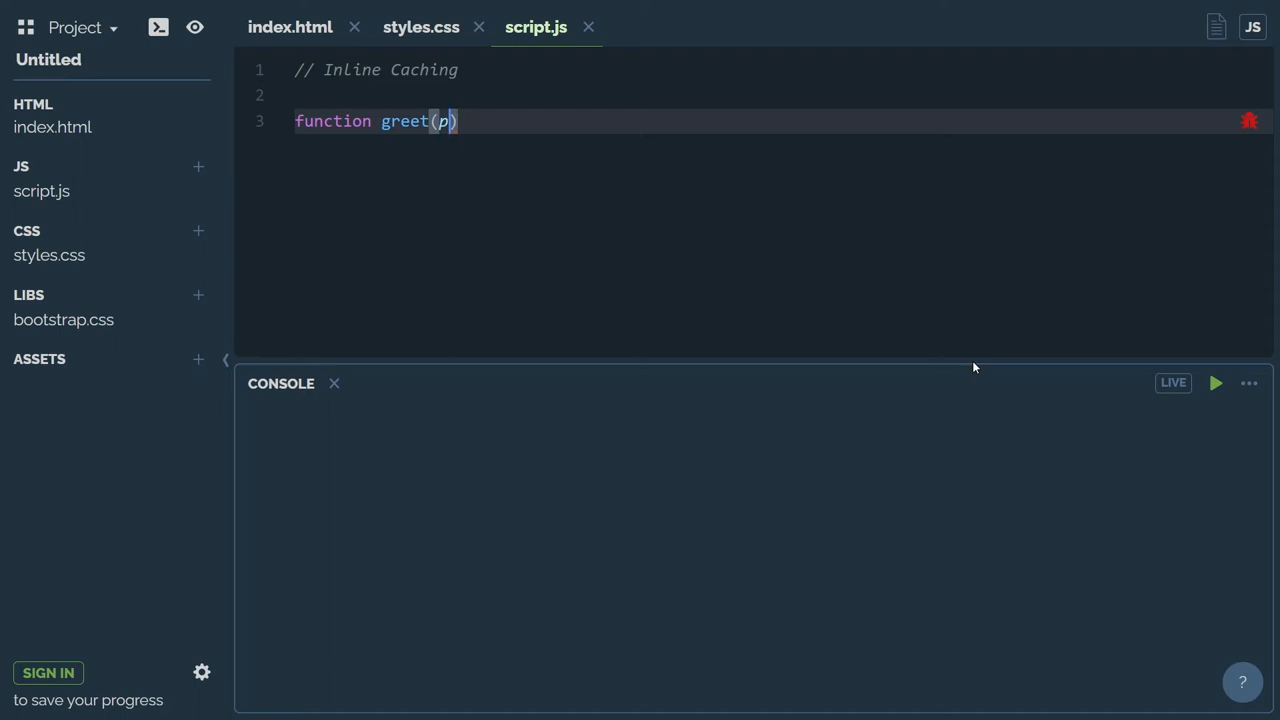 Project
index.html
styles.css
script.js
JS
Untitled
HTML
index.html
JS
script.js
CSS
styles.css
LIBS
bootstrap.css
ASSETS
1 // Inline Caching
2
3 function greet(p)
CONSOLE
LIVE
SIGN IN
to save your progress
?